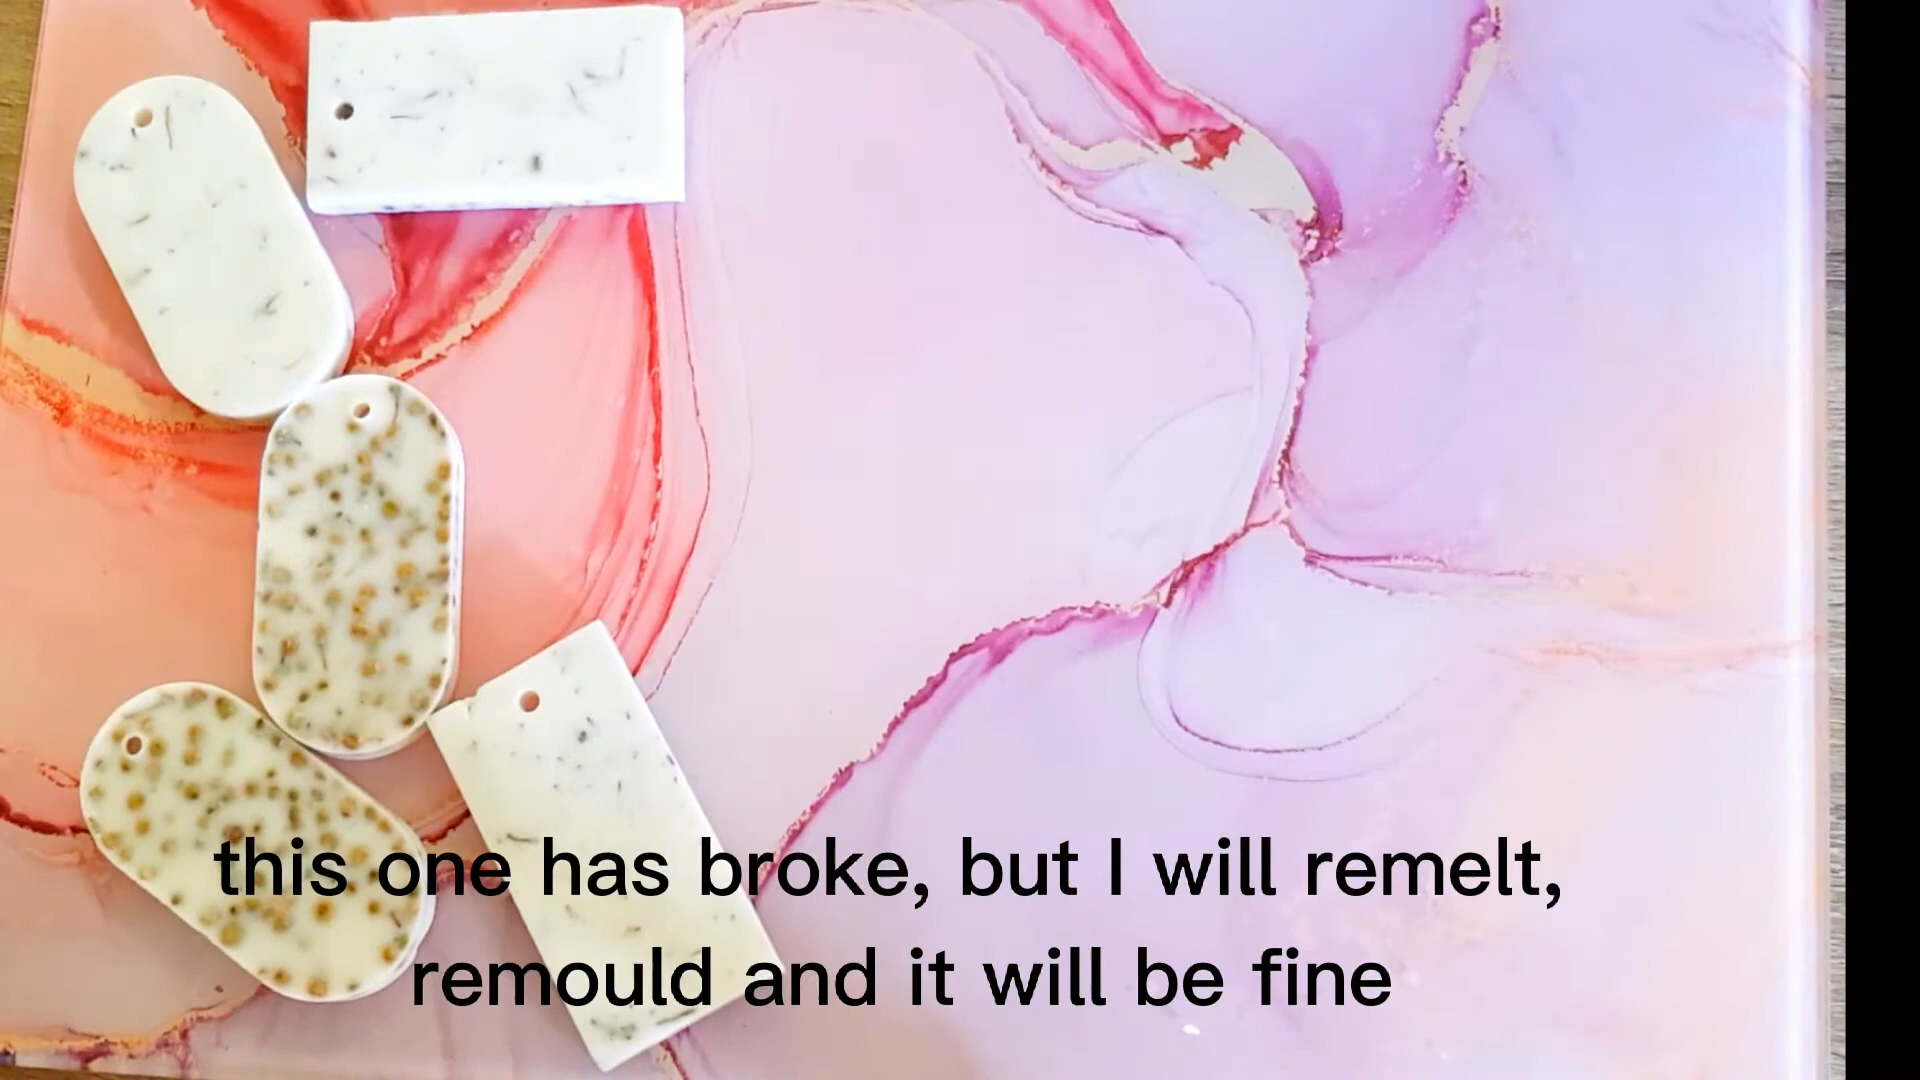 this one has broke, but I will remelt,
remould and it will be fine